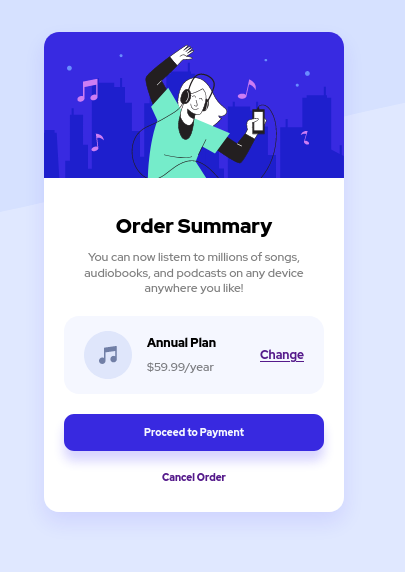 Order Summary
You can now listem to millions of songs,
audiobooks, and podcasts on any device
anywhere you like!
Annual Plan
$59.99/year
Change
Proceed to Payment
Cancel Order